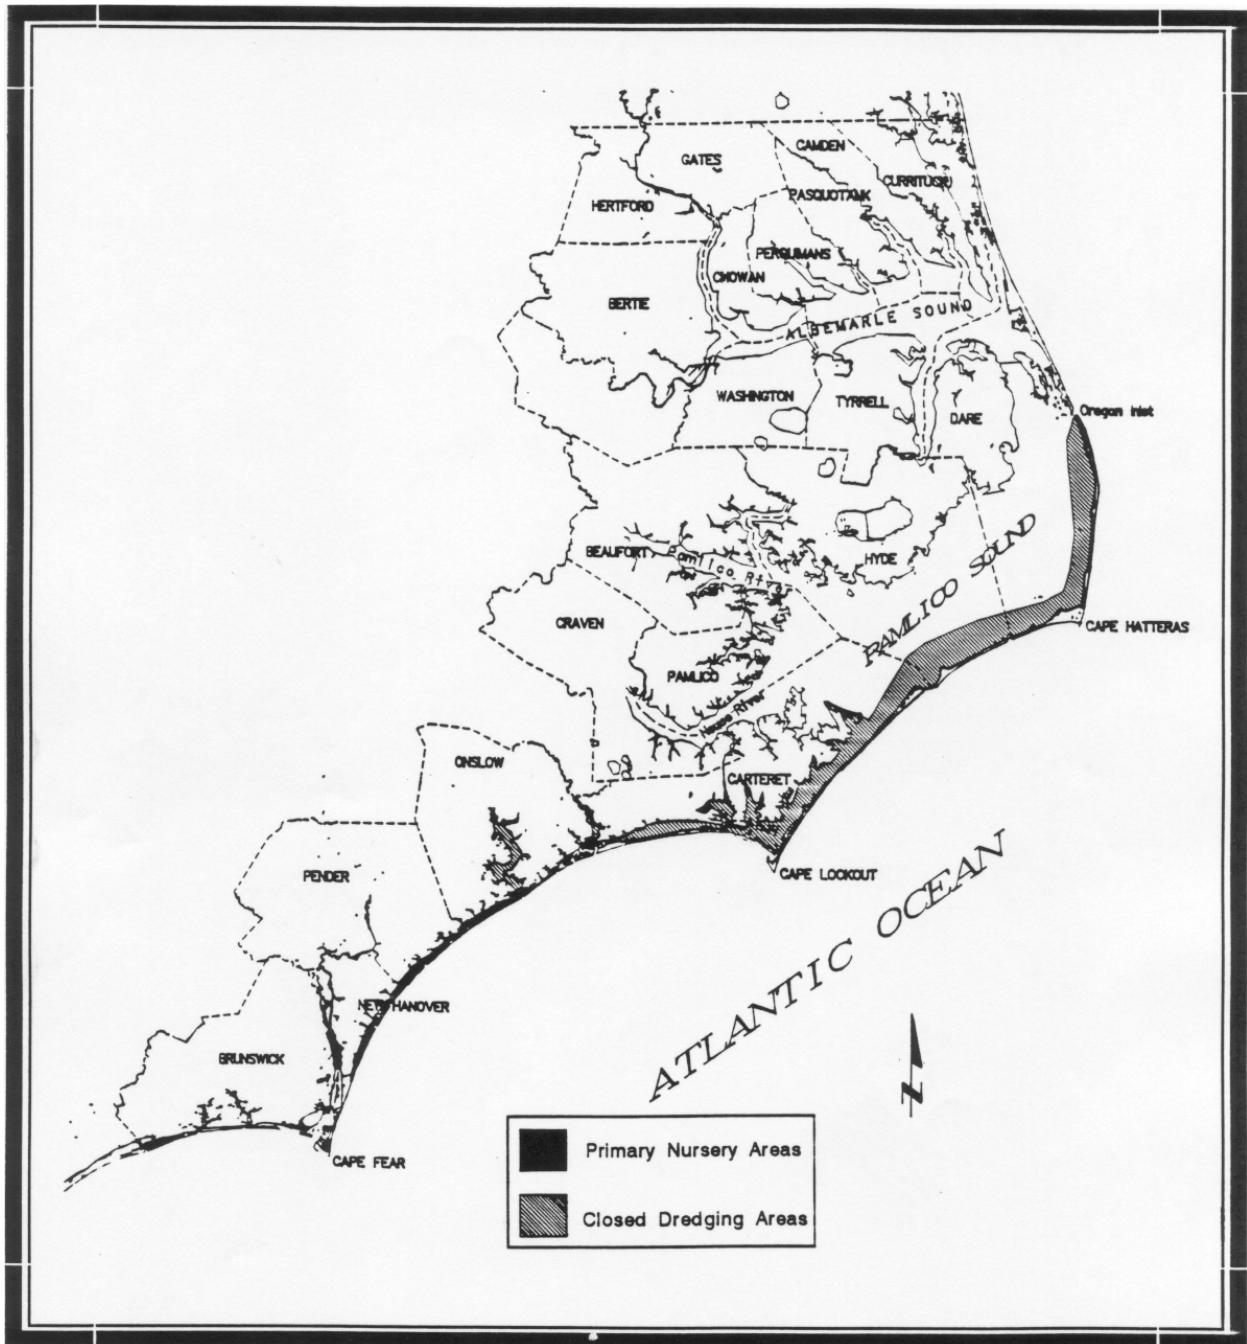 CAMDEN
GATES
CURRITUCK
PASQUOTANK
HERTFORD
PERQUIMANS
CHOWAN
BERTIE
ALBEMARLE SOUND
WASHINGTON
TYRRELL
DARE
Oregon Inlet
BEAUFORT
Pamlico River
HYDE
PAMLICO SOUND
CRAVEN
CAPE HATTERAS
PAMLICO
Neuse River
ONSLOW
CARTERET
PENDER
CAPE LOOKOUT
ATLANTIC OCEAN
NEW HANOVER
BRUNSWICK
CAPE FEAR
N
Primary Nursery Areas
Closed Dredging Areas